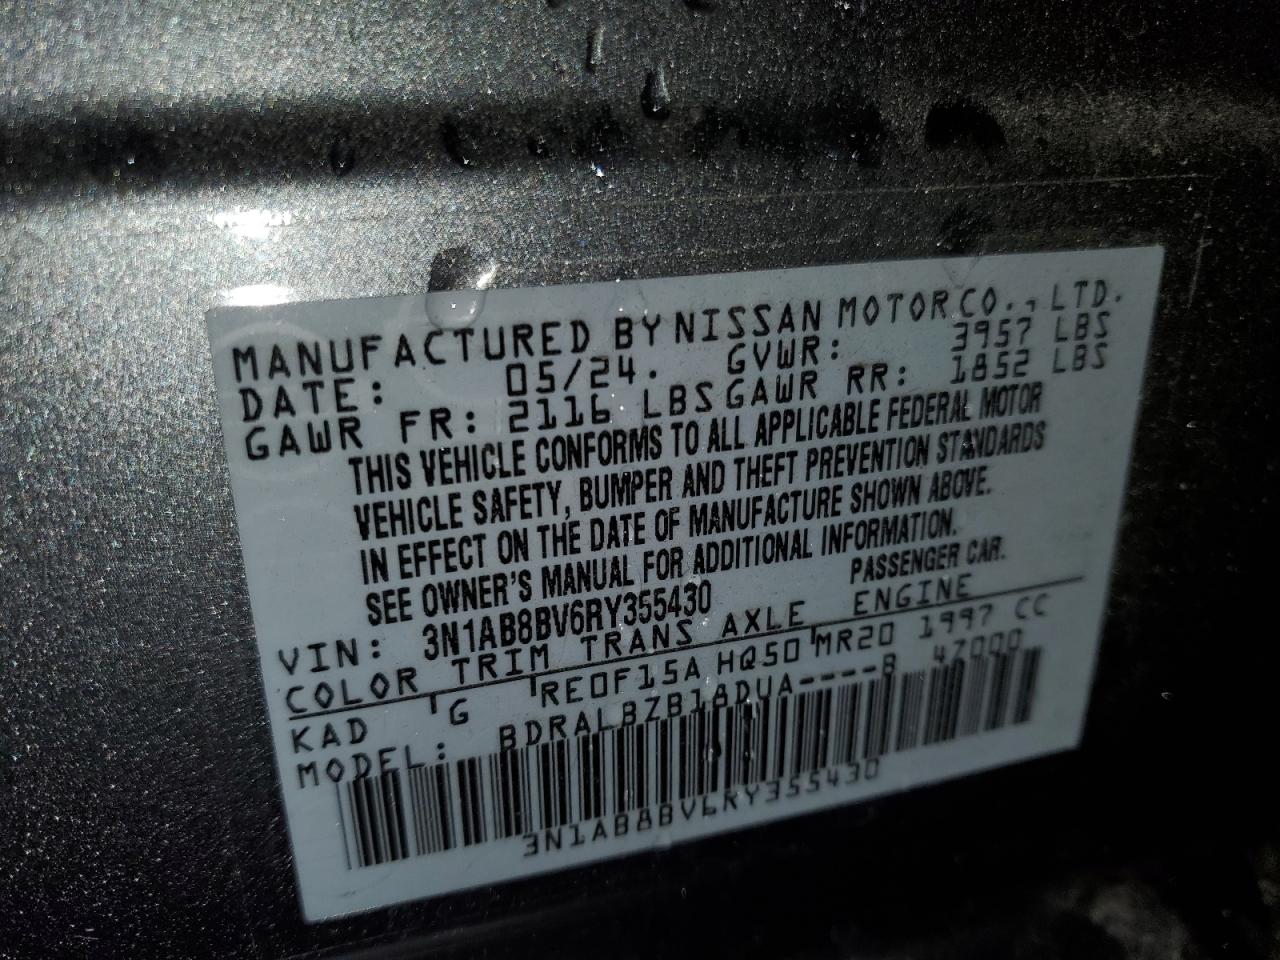 MANUFACTURED BY NISSAN MOTOR CO., LTD.
DATE: 05/24. GVWR: 3957 LBS
GAWR FR: 2116 LBS GAWR RR: 1852 LBS
THIS VEHICLE CONFORMS TO ALL APPLICABLE FEDERAL MOTOR
VEHICLE SAFETY, BUMPER AND THEFT PREVENTION STANDARDS
IN EFFECT ON THE DATE OF MANUFACTURE SHOWN ABOVE.
SEE OWNER'S MANUAL FOR ADDITIONAL INFORMATION.
VIN: 3N1AB8BV6RY355430 PASSENGER CAR.
COLOR TRIM TRANS AXLE ENGINE
KAD G RE0F15A HQ50 MR20 1997 CC
MODEL: BDRALBZB18DUA----B 47000
3N1AB8BV6RY355430